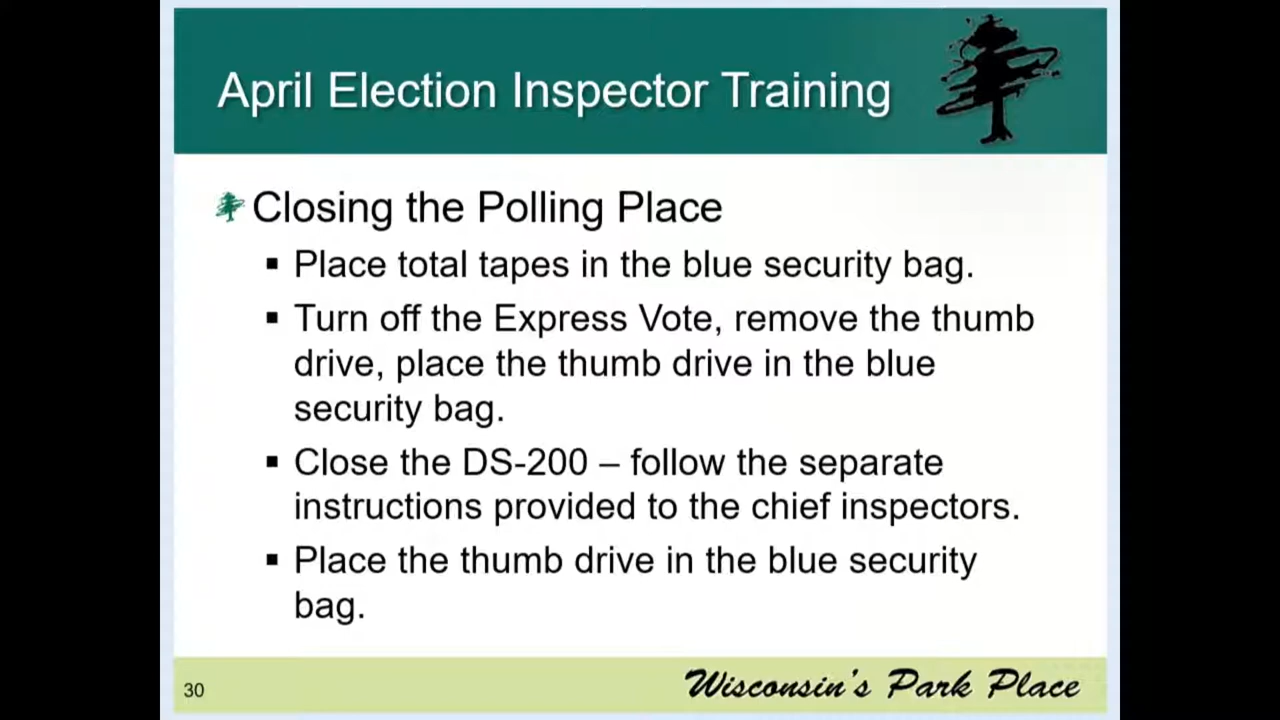 April Election Inspector Training
Closing the Polling Place
▪ Place total tapes in the blue security bag.
▪ Turn off the Express Vote, remove the thumb
drive, place the thumb drive in the blue
security bag.
▪ Close the DS-200 – follow the separate
instructions provided to the chief inspectors.
▪ Place the thumb drive in the blue security
bag.
30
Wisconsin's Park Place